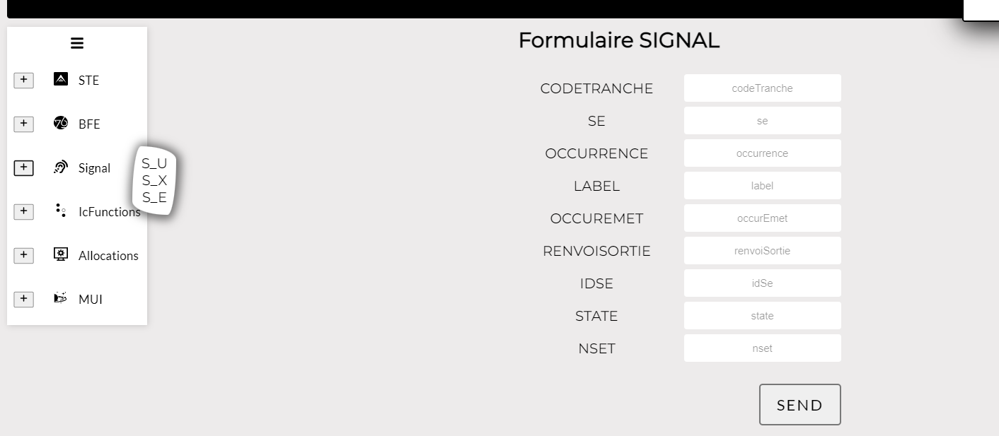 Formulaire SIGNAL
+ STE
+ BFE
+ Signal
S_U
S_X
S_E
+ IcFunctions
+ Allocations
+ MUI
CODETRANCHE codeTranche
SE se
OCCURRENCE occurrence
LABEL label
OCCUREMET occurEmet
RENVOISORTIE renvoiSortie
IDSE idSe
STATE state
NSET nset
SEND